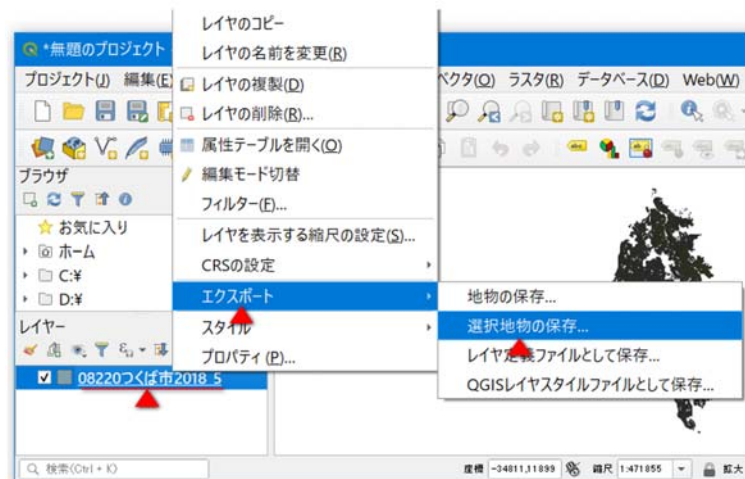 レイヤのコピー
レイヤの名前を変更(R)
レイヤの複製(D)
レイヤの削除(R)...
属性テーブルを開く(O)
編集モード切替
フィルター(F)...
レイヤを表示する縮尺の設定(S)...
CRSの設定
エクスポート
スタイル
プロパティ (P)...
*無題のプロジェクト
プロジェクト(J) 編集(E) ベクタ(O) ラスタ(R) データベース(D) Web(W)
ブラウザ
お気に入り
ホーム
C:¥
D:¥
レイヤー
08220つくば市2018_5
地物の保存...
選択地物の保存...
レイヤ定義ファイルとして保存...
QGISレイヤスタイルファイルとして保存...
検索(Ctrl + K)
座標 -34811,11899 縮尺 1:471855 拡大